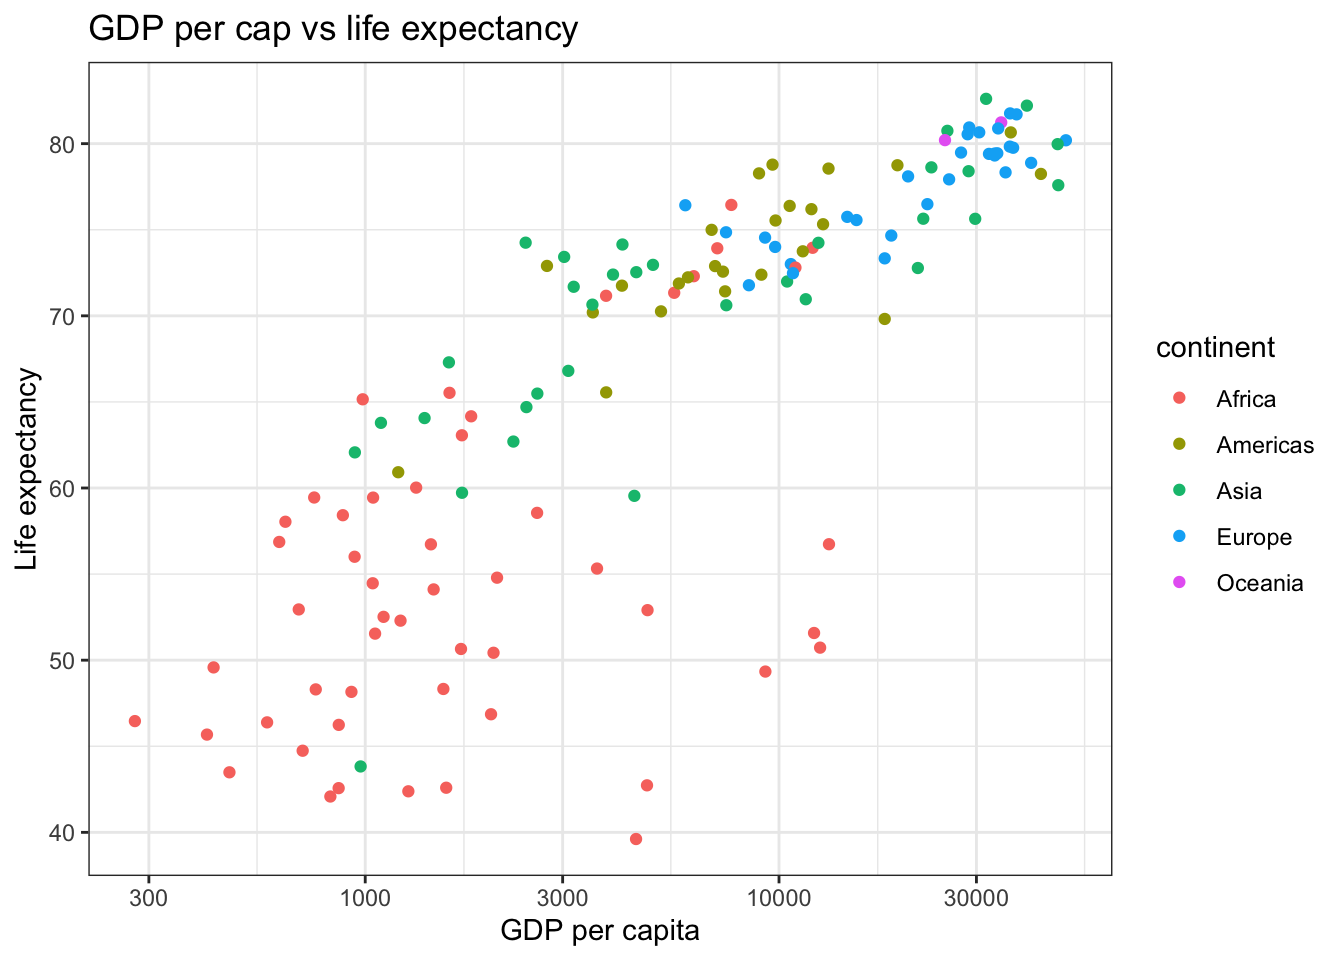 GDP per cap vs life expectancy
80
70
60
50
40
Life expectancy
300 1000 3000 10000 30000
GDP per capita
continent
Africa
Americas
Asia
Europe
Oceania